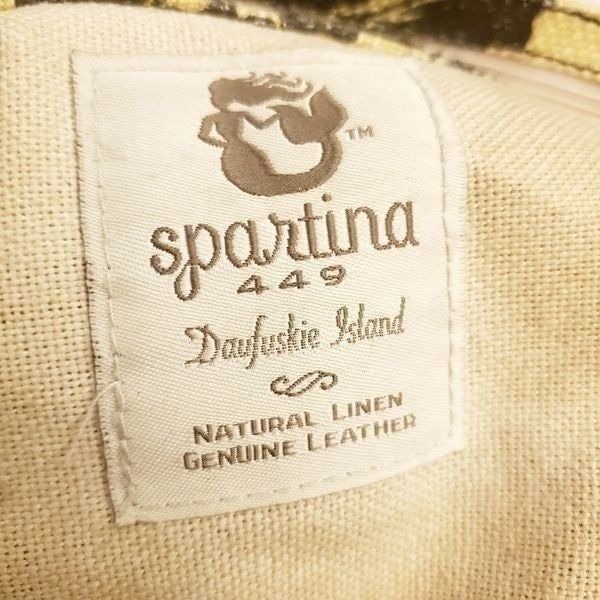 TM
spartina
449
Daufuskie Island
NATURAL LINEN
GENUINE LEATHER